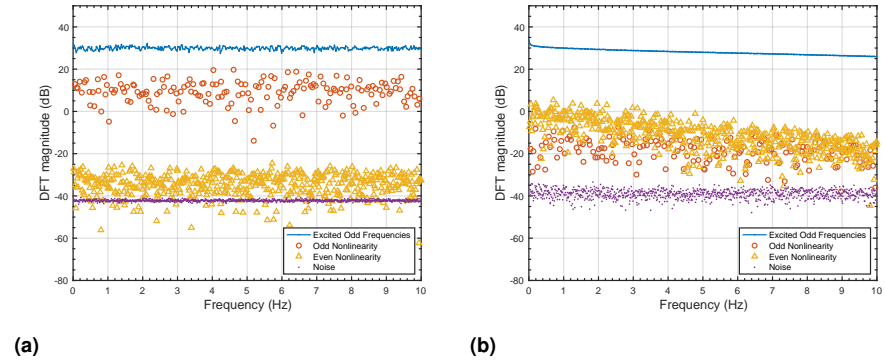 40
20
0
-20
-40
-60
-80
DFT magnitude (dB)
0 1 2 3 4 5 6 7 8 9 10
Frequency (Hz)
Excited Odd Frequencies
Odd Nonlinearity
Even Nonlinearity
Noise
(a)
40
20
0
-20
-40
-60
-80
DFT magnitude (dB)
0 1 2 3 4 5 6 7 8 9 10
Frequency (Hz)
Excited Odd Frequencies
Odd Nonlinearity
Even Nonlinearity
Noise
(b)